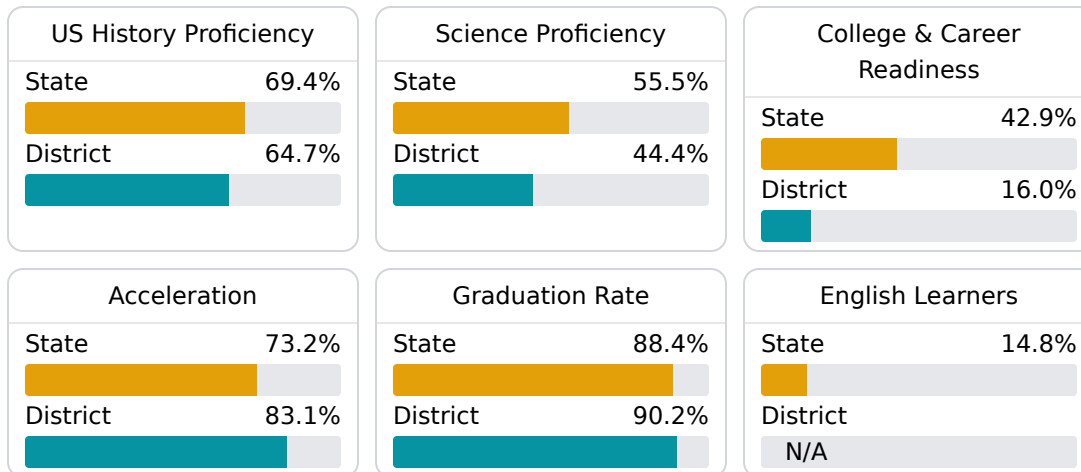 US History Proficiency
State 69.4%
District 64.7%
Science Proficiency
State 55.5%
District 44.4%
College & Career
Readiness
State 42.9%
District 16.0%
Acceleration
State 73.2%
District 83.1%
Graduation Rate
State 88.4%
District 90.2%
English Learners
State 14.8%
District
N/A